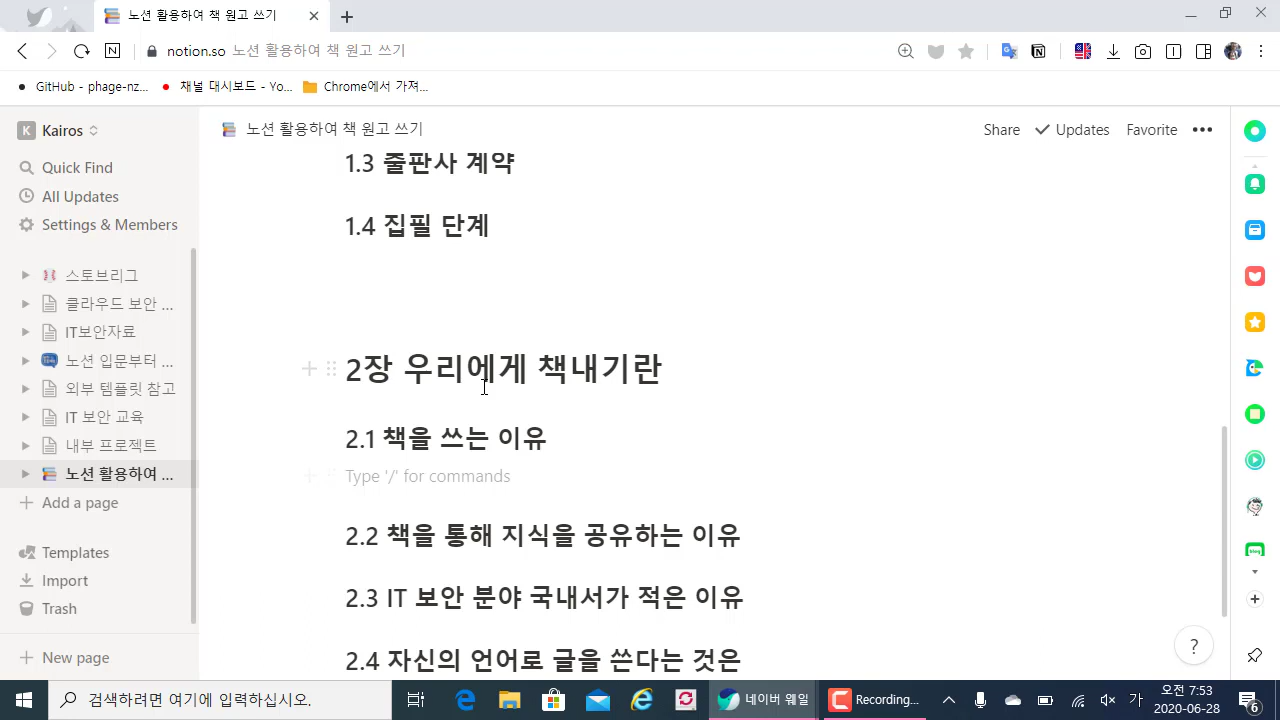 노션 활용하여 책 원고 쓰기
notion.so 노션 활용하여 책 원고 쓰기
GitHub - phage-nz... 채널 대시보드 - Yo... Chrome에서 가져...
K Kairos
노션 활용하여 책 원고 쓰기
Share Updates Favorite
Quick Find
All Updates
Settings & Members
스토브리그
클라우드 보안 ...
IT보안자료
노션 입문부터 ...
외부 템플릿 참고
IT 보안 교육
내부 프로젝트
노션 활용하여 ...
Add a page
Templates
Import
Trash
New page
1.3 출판사 계약
1.4 집필 단계
2장 우리에게 책내기란
2.1 책을 쓰는 이유
Type '/' for commands
2.2 책을 통해 지식을 공유하는 이유
2.3 IT 보안 분야 국내서가 적은 이유
2.4 자신의 언어로 글을 쓴다는 것은
?
검색하려면 여기에 입력하십시오.
네이버 웨일
Recording...
가
오전 7:53
2020-06-28
6